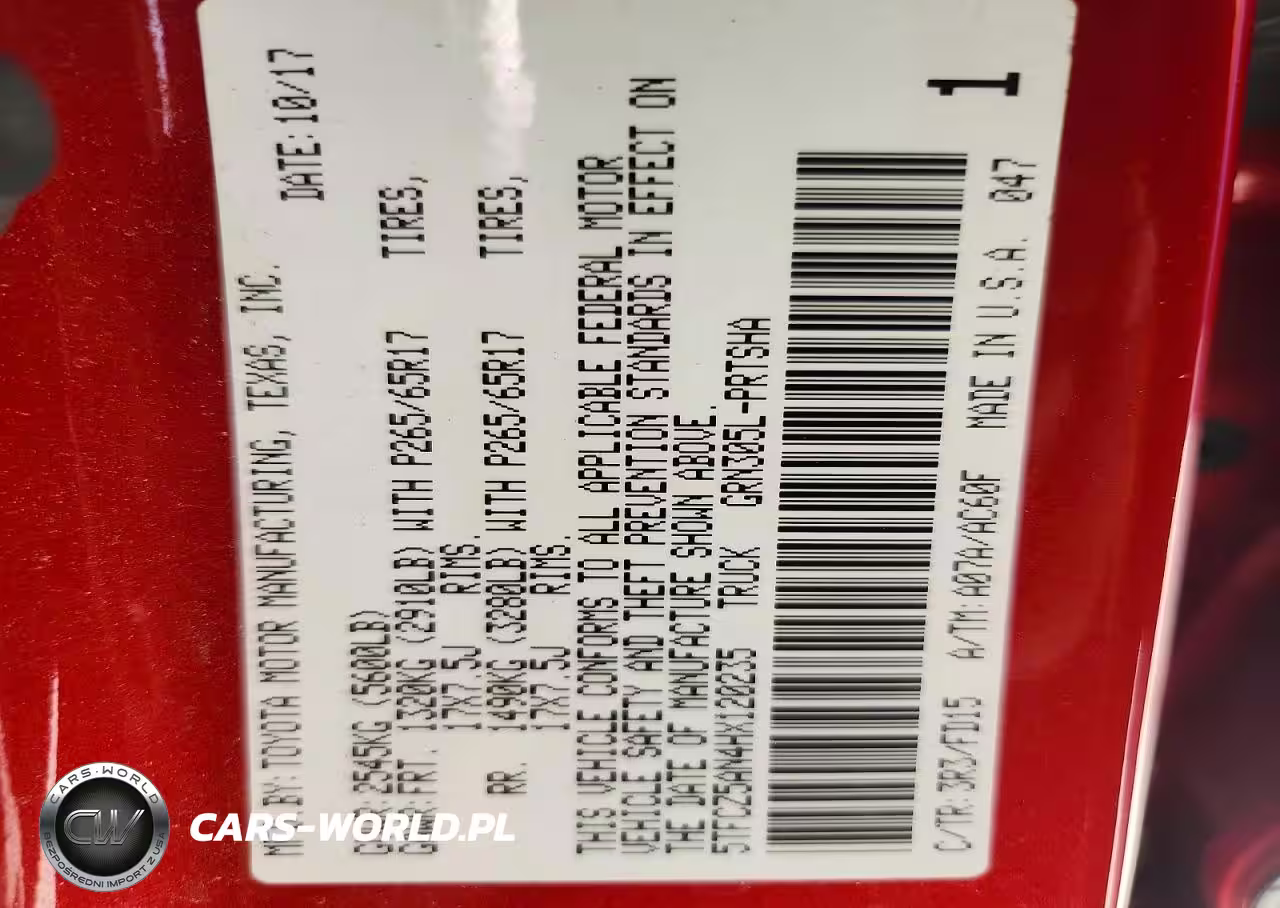 MFD.BY:TOYOTA MOTOR MANUFACTURING, TEXAS, INC.
DATE:10/17
GVWR:2545KG (5600LB)
GAWR:FRT. 1320KG (2910LB) WITH P265/65R17 TIRES,
17X7.5J RIMS.
RR. 1490KG (3280LB) WITH P265/65R17 TIRES,
17X7.5J RIMS.
THIS VEHICLE CONFORMS TO ALL APPLICABLE FEDERAL MOTOR
VEHICLE SAFETY AND THEFT PREVENTION STANDARDS IN EFFECT ON
THE DATE OF MANUFACTURE SHOWN ABOVE.
5TFCZ5AN4HX120235 TRUCK GRN305L-PRTSHA
1
C/TR:3R3/FD15 A/TM:A07A/AC60F MADE IN U.S.A. 047
CARS-WORLD
CW
BEZPOŚREDNI IMPORT Z USA
CARS-WORLD.PL